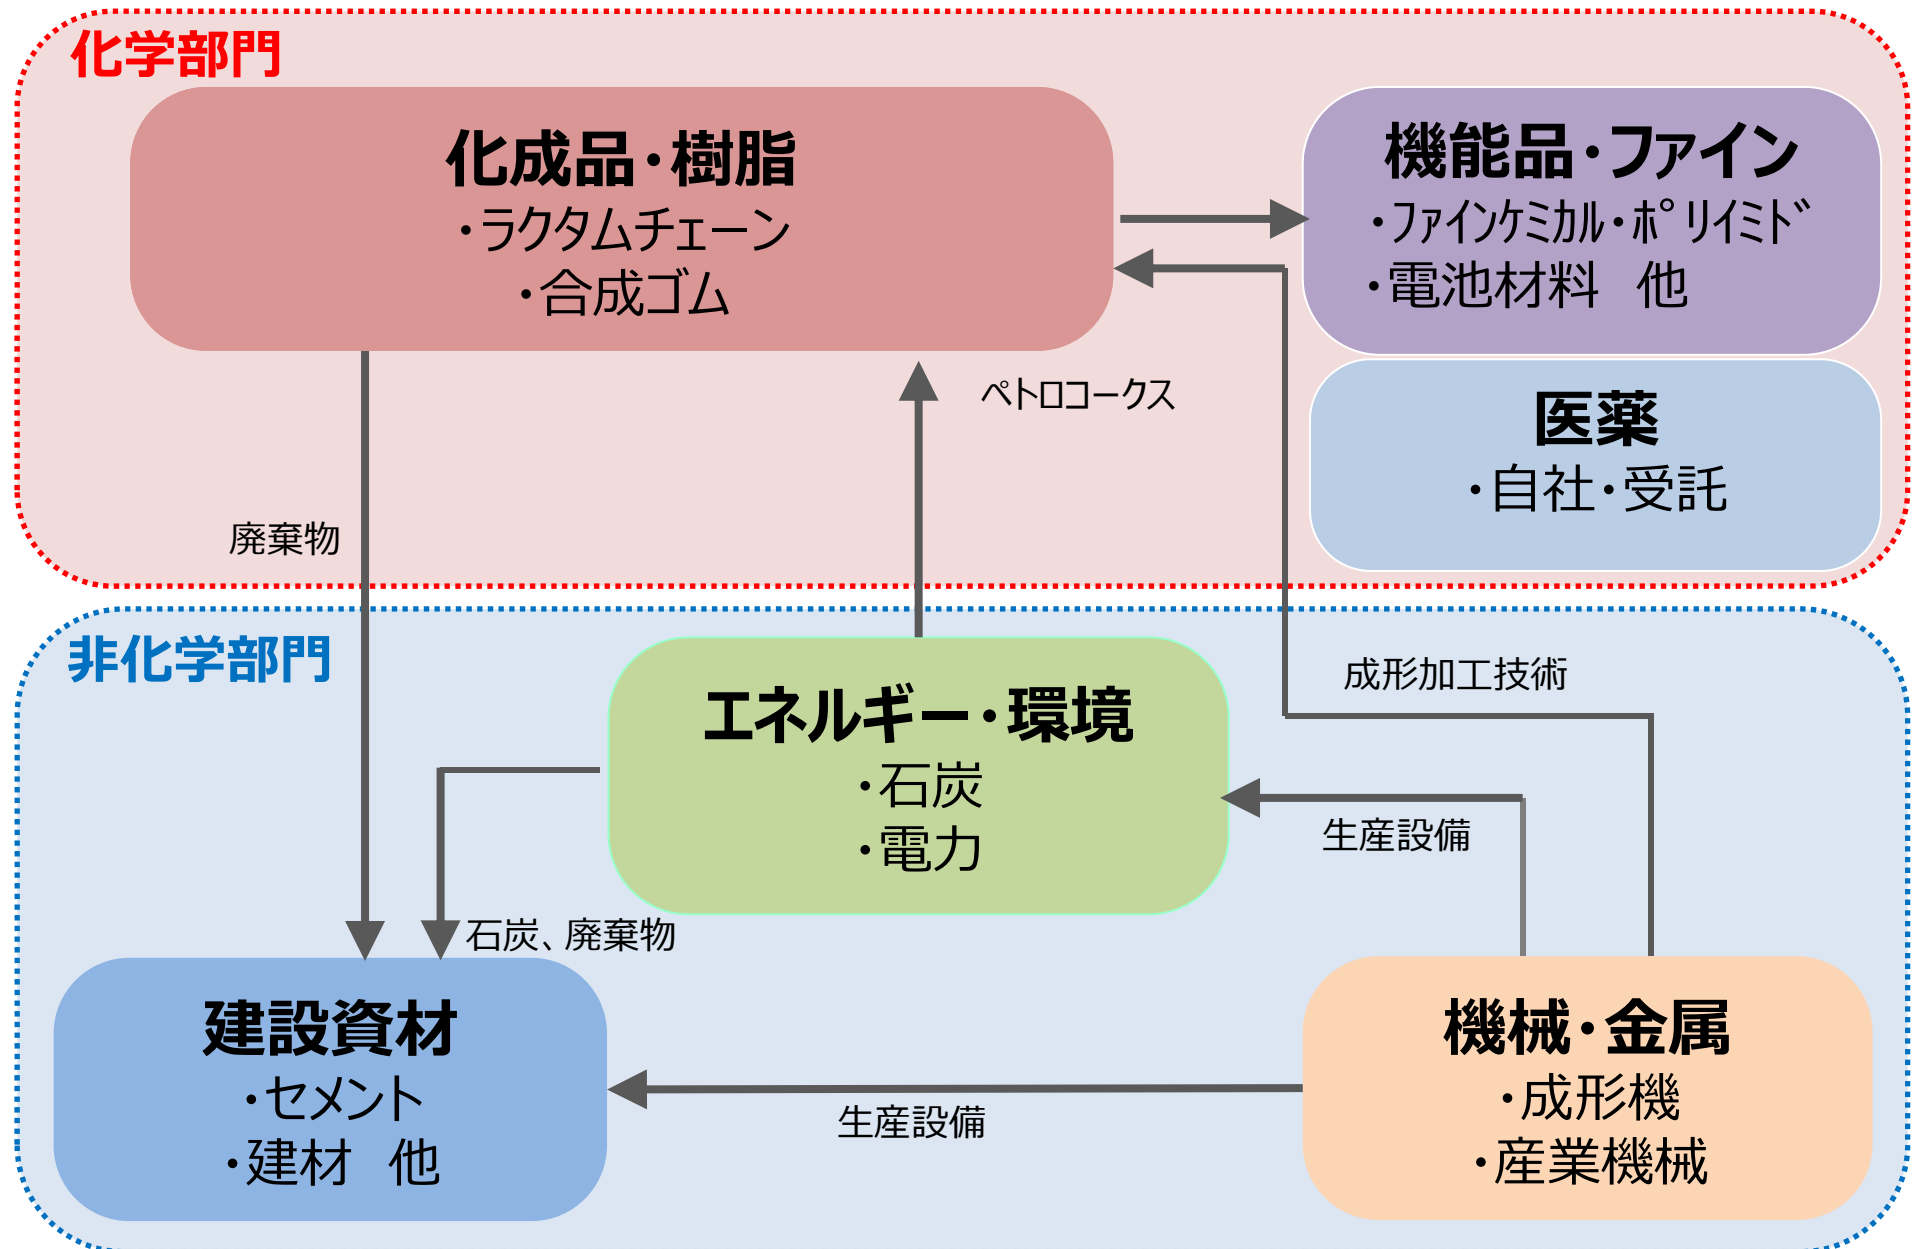 化学部門
化成品・樹脂
・ラクタムチェーン
・合成ゴム
機能品・ファイン
・ﾌｧｲﾝｹﾐｶﾙ・ﾎﾟﾘｲﾐﾄﾞ
・電池材料　他
医薬
・自社・受託
ﾍﾟﾄﾛｺｰｸｽ
廃棄物
非化学部門
エネルギー・環境
・石炭
・電力
成形加工技術
生産設備
石炭、廃棄物
建設資材
・セメント
・建材　他
生産設備
機械・金属
・成形機
・産業機械